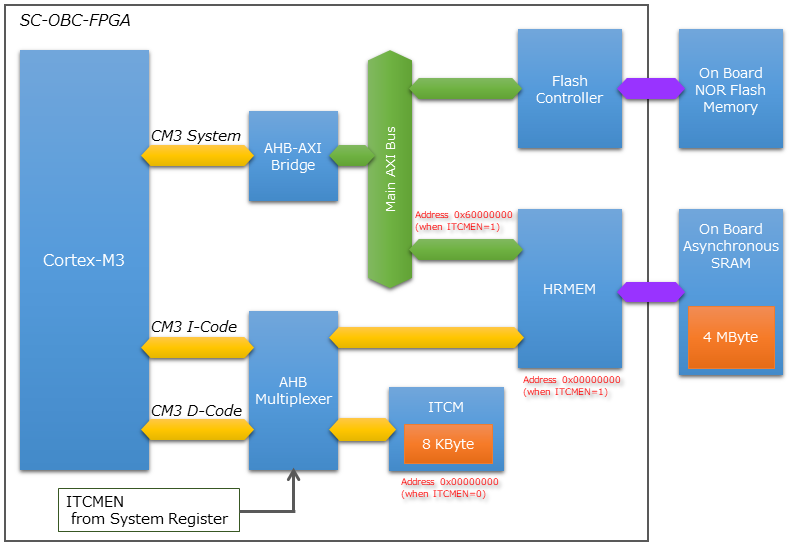 SC-OBC-FPGA
Cortex-M3
CM3 System
AHB-AXI
Bridge
Main AXI Bus
Flash
Controller
On Board
NOR Flash
Memory
Address 0x60000000
(when ITCMEN=1)
HRMEM
On Board
Asynchronous
SRAM
4 MByte
Address 0x00000000
(when ITCMEN=1)
CM3 I-Code
AHB
Multiplexer
CM3 D-Code
ITCM
8 KByte
Address 0x00000000
(when ITCMEN=0)
ITCMEN
from System Register